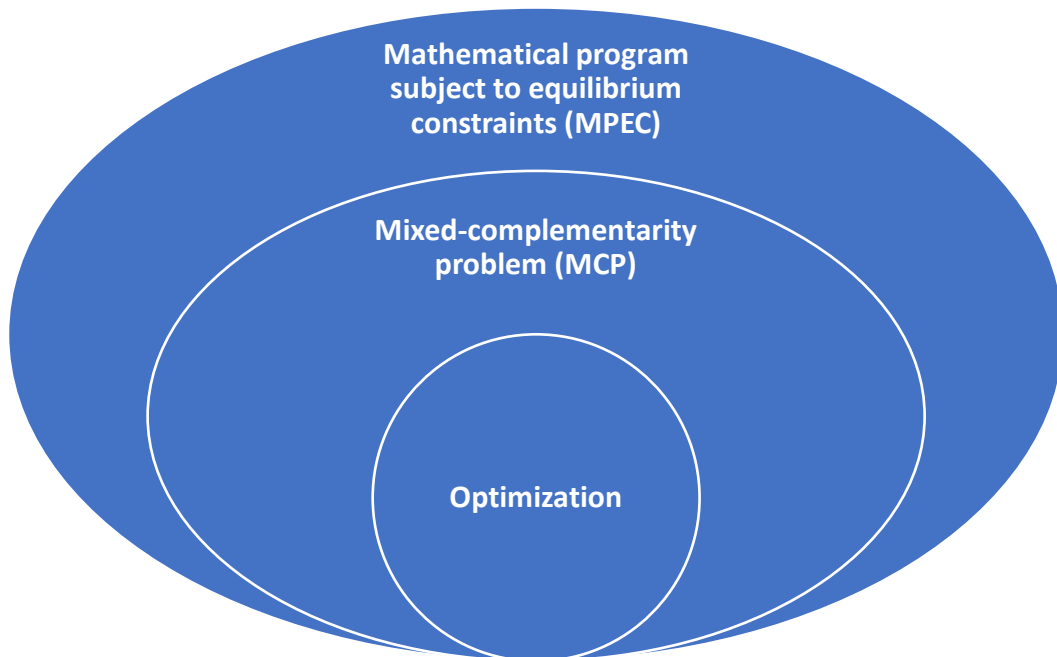 Mathematical program
subject to equilibrium
constraints (MPEC)
Mixed-complementarity
problem (MCP)
Optimization